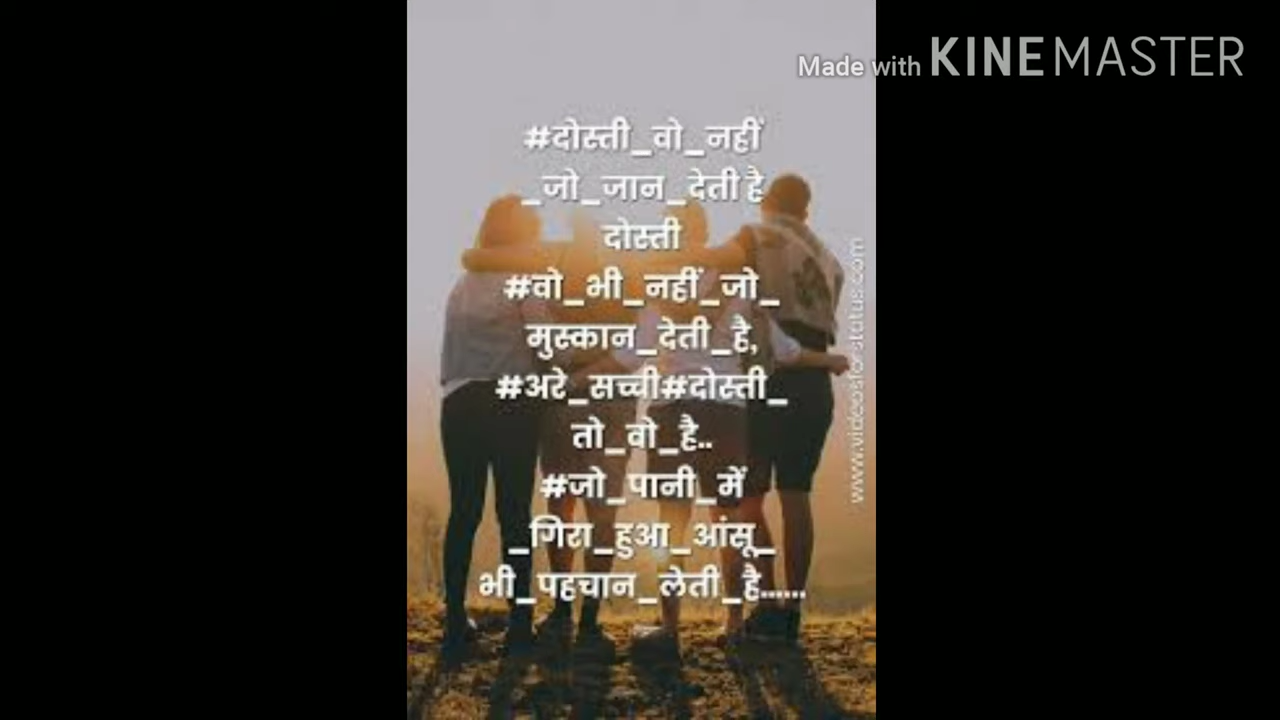 Made with KINEMASTER
#दोस्ती_वो_नहीं
_जो_जान_देती है
दोस्ती
#वो_भी_नहीं_जो_
मुस्कान_देती_है,
#अरे_सच्ची#दोस्ती_
तो_वो_है..
#जो_पानी_में
_गिरा_हुआ_आंसू_
भी_पहचान_लेती_है......
www.videosforstatus.com